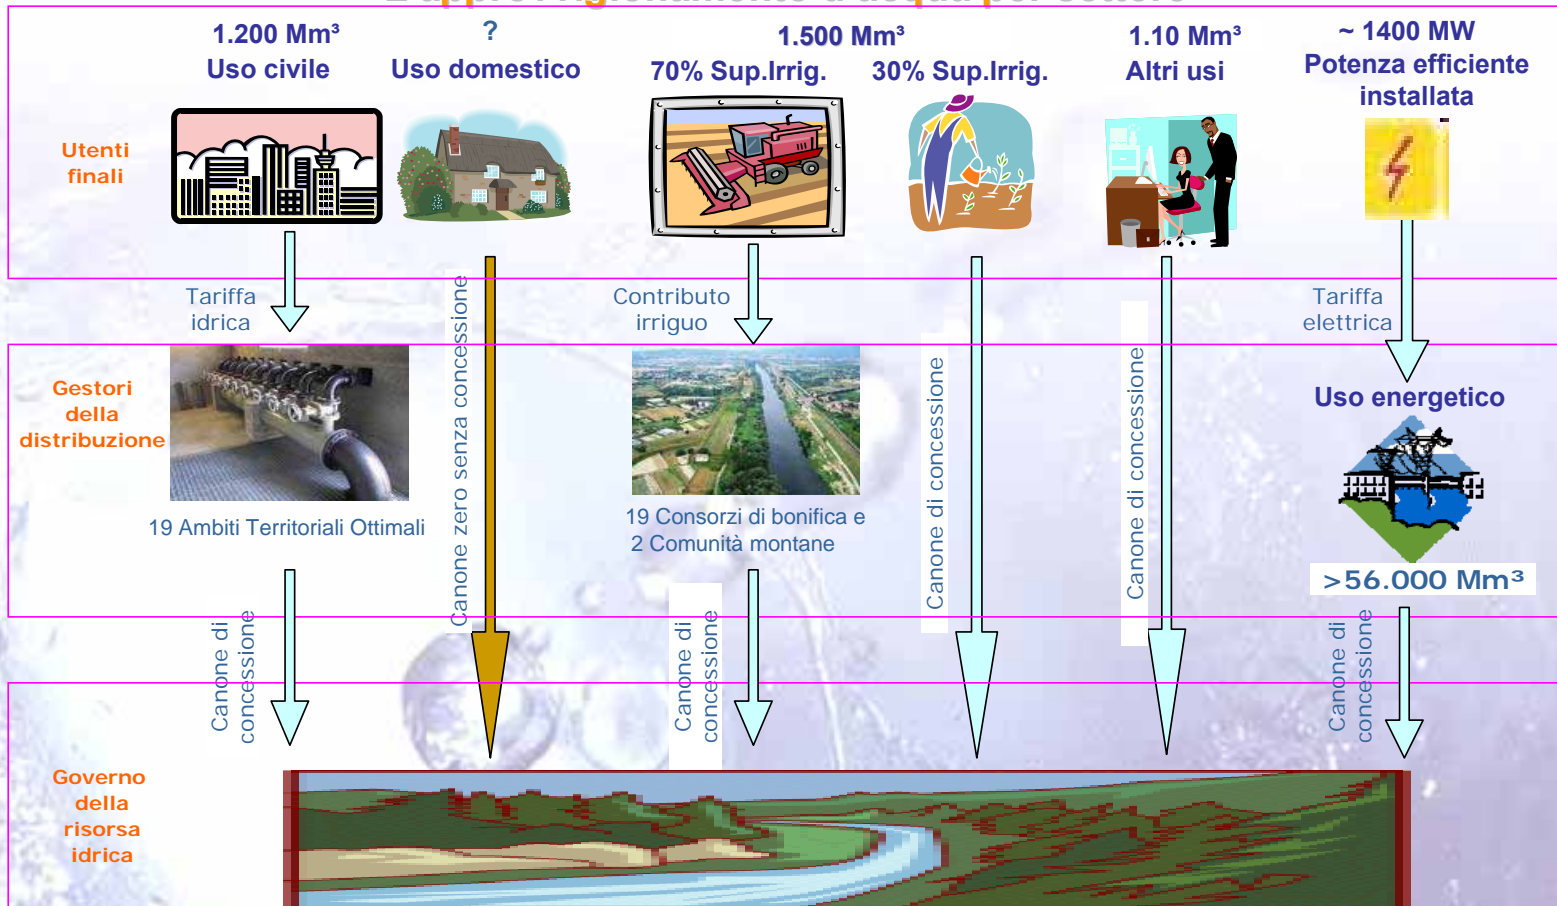 L'approvvigionamento d'acqua per settore
1.200 Mm³
Uso civile
?
Uso domestico
1.500 Mm³
70% Sup.Irrig.
30% Sup.Irrig.
1.10 Mm³
Altri usi
~ 1400 MW
Potenza efficiente
installata
Utenti
finali
Tariffa
idrica
Canone zero senza concessione
Contributo
irriguo
Canone di concessione
Canone di concessione
Tariffa
elettrica
Gestori
della
distribuzione
19 Ambiti Territoriali Ottimali
19 Consorzi di bonifica e
2 Comunità montane
Uso energetico
>56.000 Mm³
Canone di
concessione
Canone di
concessione
Canone di
concessione
Governo
della
risorsa
idrica